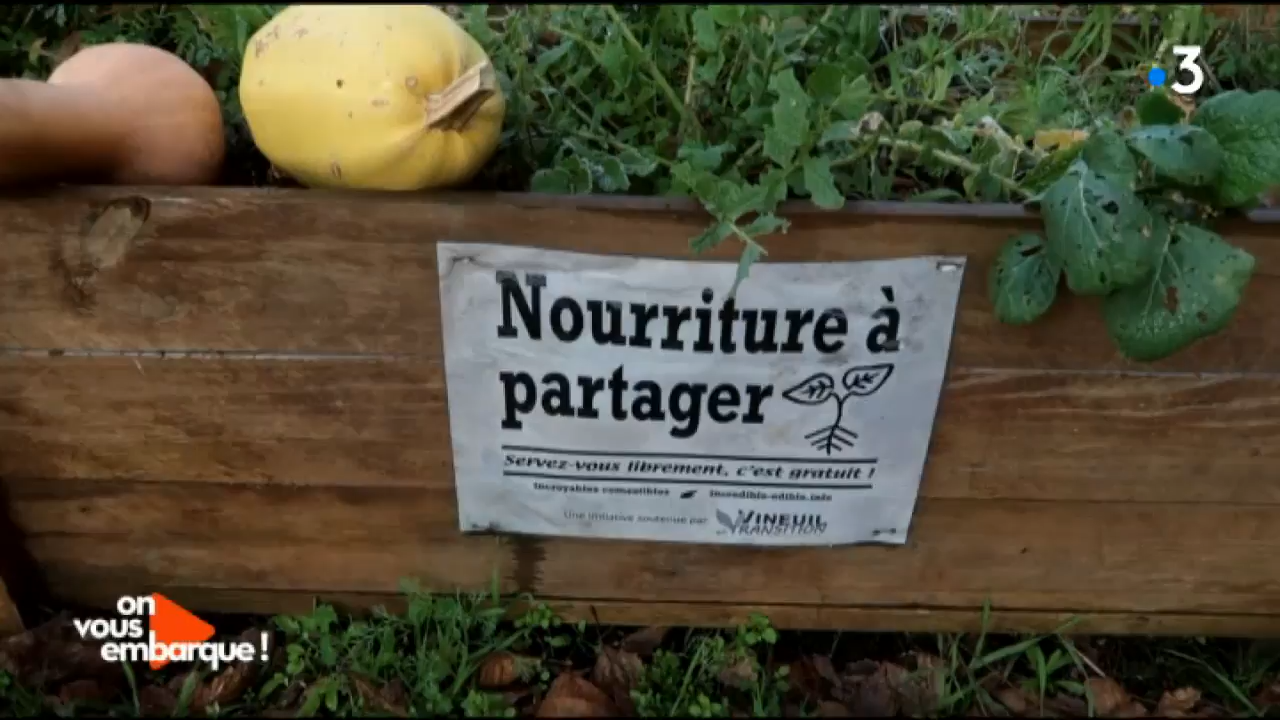 3
Nourriture à
partager
Servez-vous librement, c'est gratuit !
incroyables comestibles incredible-edible.info
Une initiative soutenue par VINEUIL
TRANSITION
on
vous
embarque !